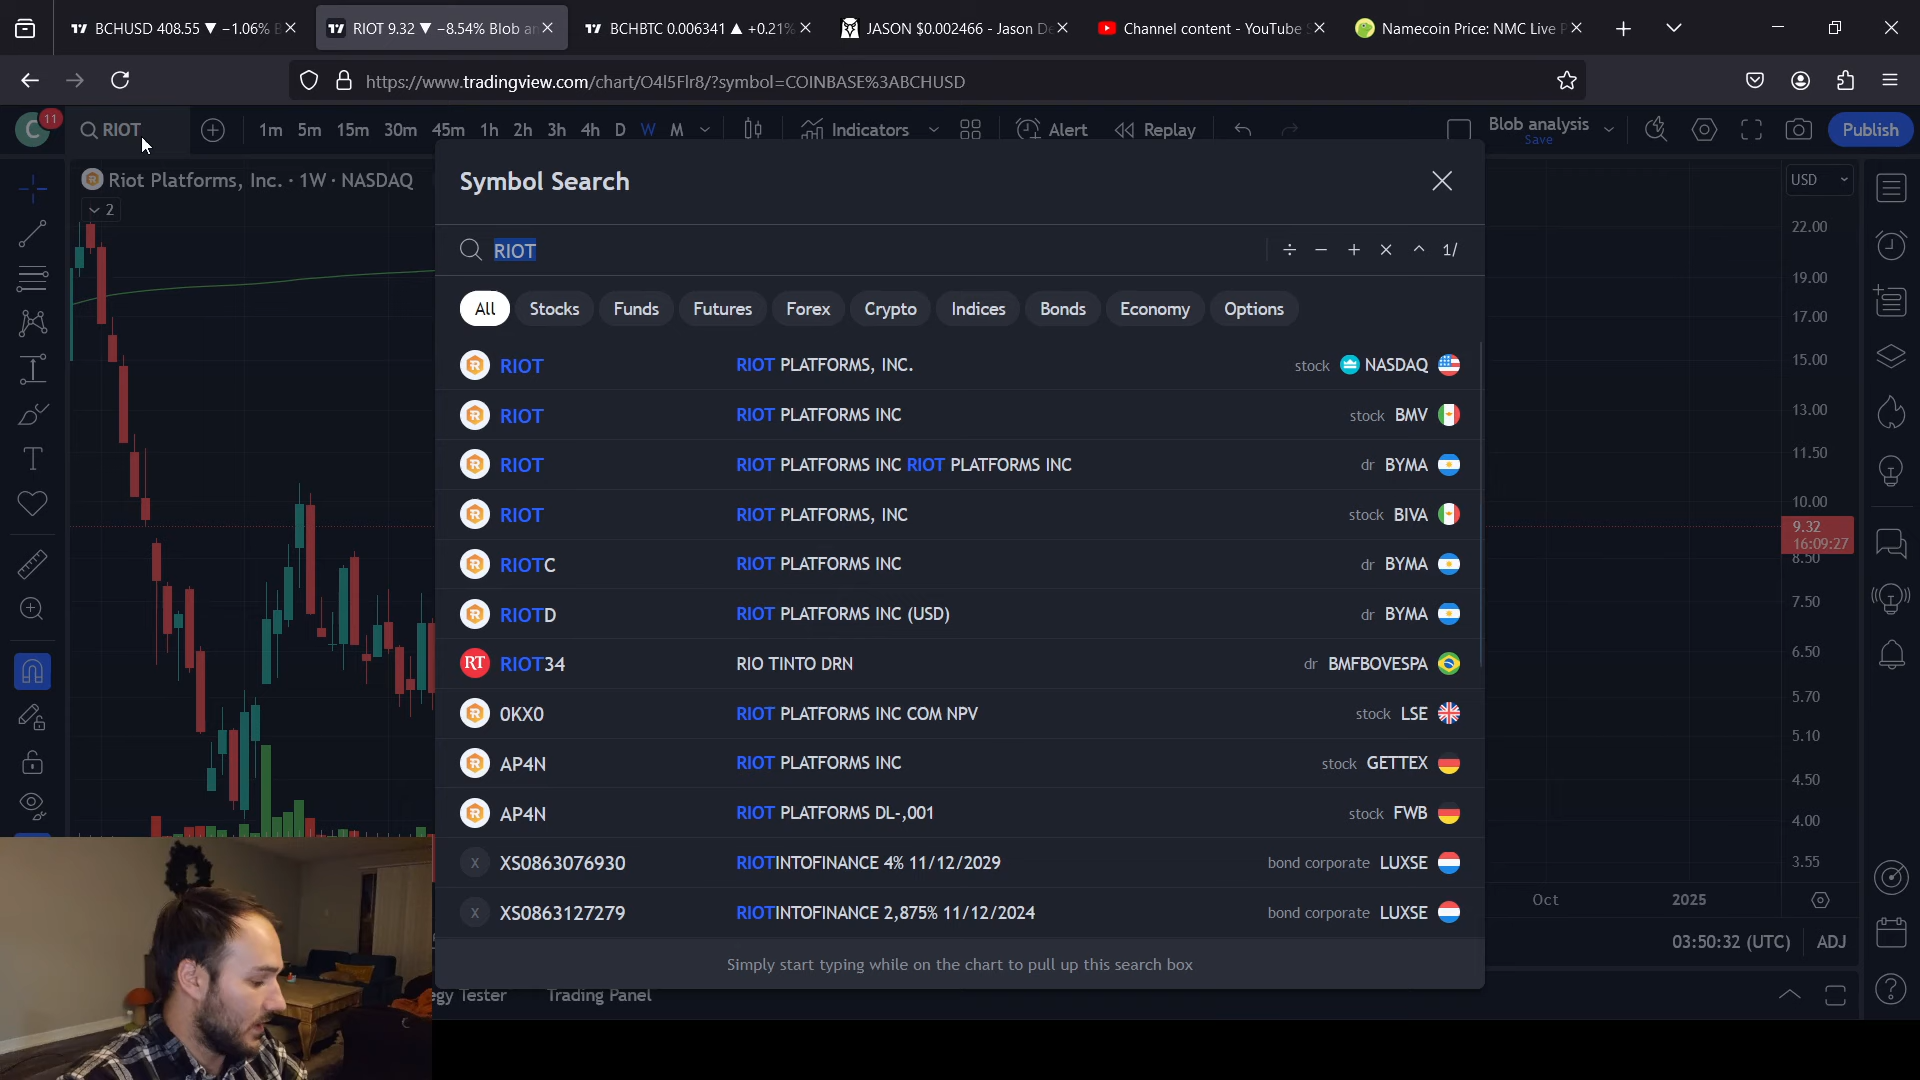 BCHUSD 408.55 ▼ −1.06% B
RIOT 9.32 ▼ −8.54% Blob an
BCHBTC 0.006341 ▲ +0.21%
JASON $0.002466 - Jason De
Channel content - YouTube
Namecoin Price: NMC Live P
https://www.tradingview.com/chart/O4l5Flr8/?symbol=COINBASE%3ABCHUSD
C 11 RIOT 1m 5m 15m 30m 45m 1h 2h 3h 4h D W M Indicators Alert Replay Blob analysis Save Publish
Riot Platforms, Inc. · 1W · NASDAQ
2
Symbol Search
RIOT ÷ − + × ^ 1/
All Stocks Funds Futures Forex Crypto Indices Bonds Economy Options
RIOT RIOT PLATFORMS, INC. stock NASDAQ
RIOT RIOT PLATFORMS INC stock BMV
RIOT RIOT PLATFORMS INC RIOT PLATFORMS INC dr BYMA
RIOT RIOT PLATFORMS, INC stock BIVA
RIOTC RIOT PLATFORMS INC dr BYMA
RIOTD RIOT PLATFORMS INC (USD) dr BYMA
RT RIOT34 RIO TINTO DRN dr BMFBOVESPA
0KX0 RIOT PLATFORMS INC COM NPV stock LSE
AP4N RIOT PLATFORMS INC stock GETTEX
AP4N RIOT PLATFORMS DL-,001 stock FWB
X XS0863076930 RIOTINTOFINANCE 4% 11/12/2029 bond corporate LUXSE
X XS0863127279 RIOTINTOFINANCE 2,875% 11/12/2024 bond corporate LUXSE
Simply start typing while on the chart to pull up this search box
USD
22.00
19.00
17.00
15.00
13.00
11.50
10.00
9.32
16:09:27
8.50
7.50
6.50
5.70
5.10
4.50
4.00
3.55
Oct 2025
03:50:32 (UTC) ADJ
egy Tester Trading Panel